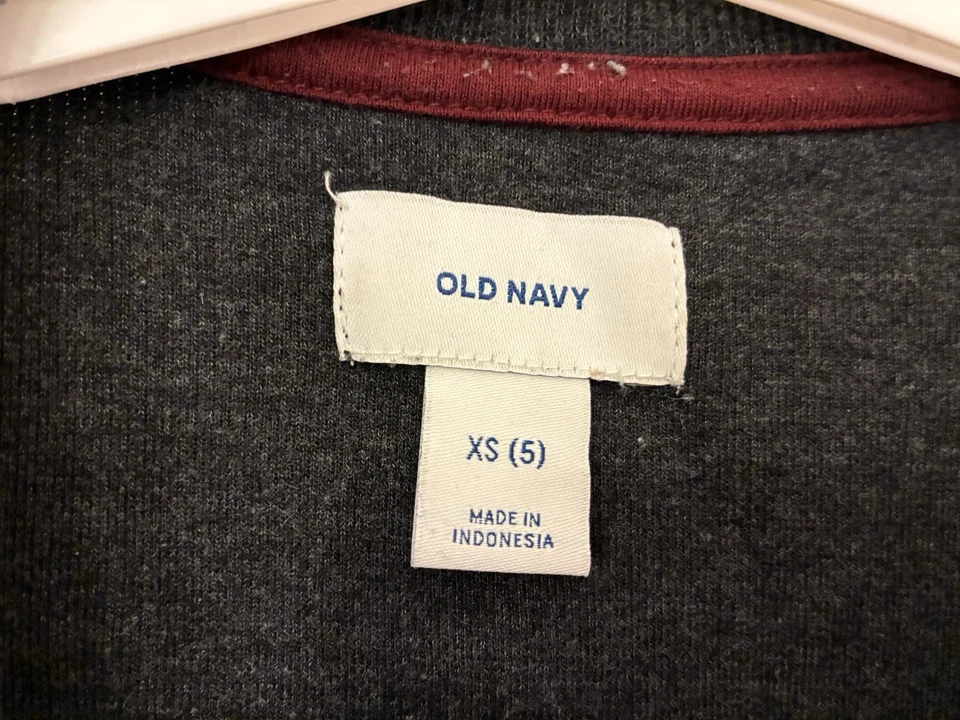 OLD NAVY
XS (5)
MADE IN
INDONESIA